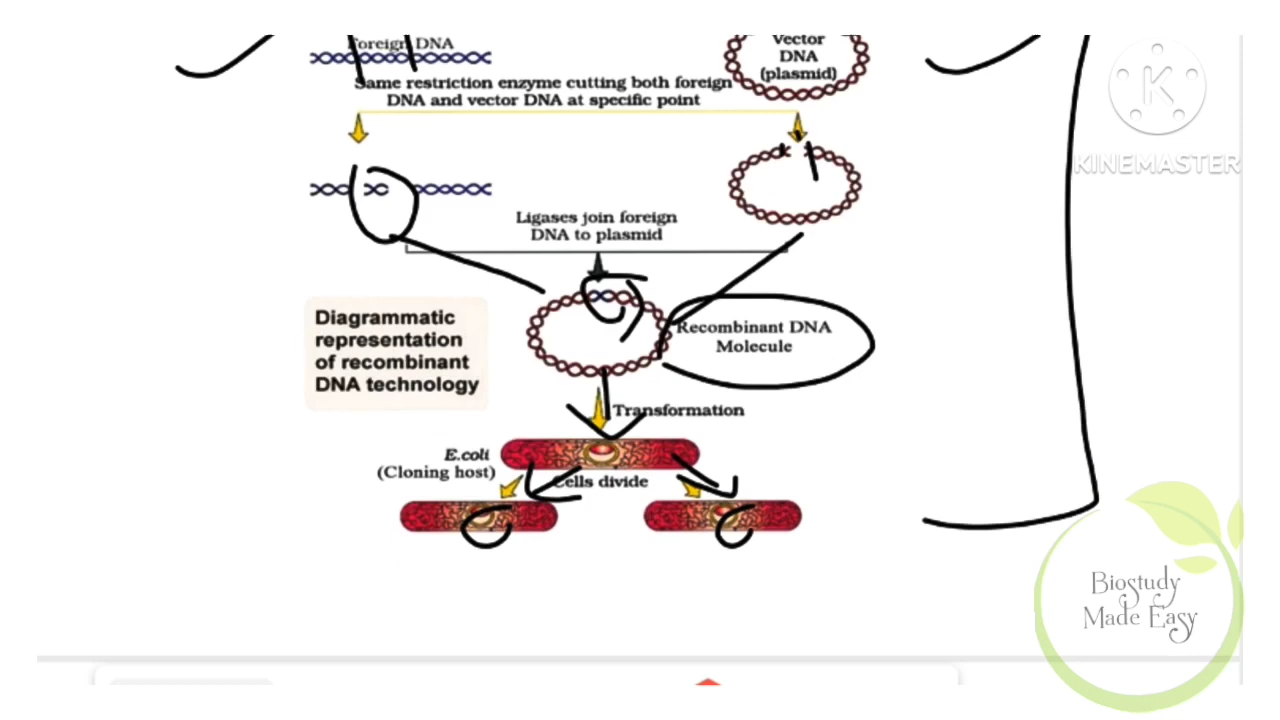 Foreign DNA
Vector
DNA
(plasmid)
Same restriction enzyme cutting both foreign
DNA and vector DNA at specific point
Ligases join foreign
DNA to plasmid
Diagrammatic
representation
of recombinant
DNA technology
Recombinant DNA
Molecule
Transformation
E.coli
(Cloning host)
Cells divide
K
KINEMASTER
Biostudy
Made Easy